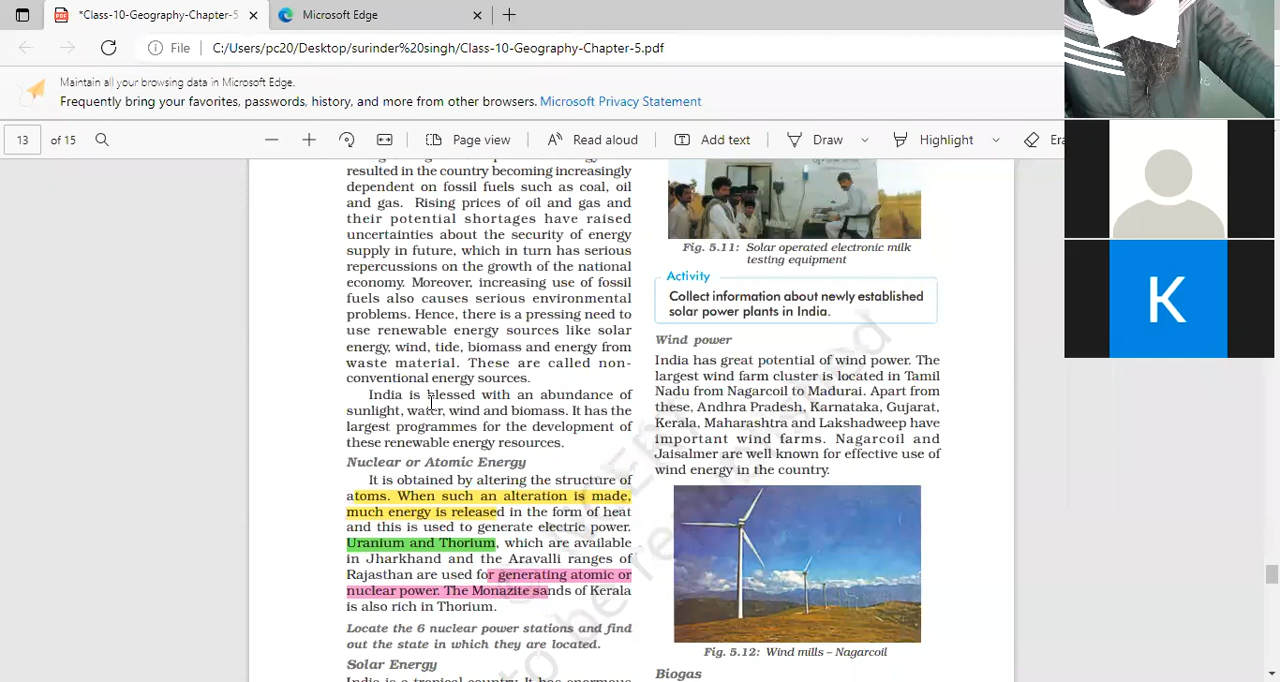 *Class-10-Geography-Chapter-5.
Microsoft Edge
File
C:/Users/pc20/Desktop/surinder%20singh/Class-10-Geography-Chapter-5.pdf
Maintain all your browsing data in Microsoft Edge.
Frequently bring your favorites, passwords, history, and more from other browsers. Microsoft Privacy Statement
13 of 15
Page view
Read aloud
Add text
Draw
Highlight
Era
resulted in the country becoming increasingly
dependent on fossil fuels such as coal, oil
and gas. Rising prices of oil and gas and
their potential shortages have raised
uncertainties about the security of energy
supply in future, which in turn has serious
repercussions on the growth of the national
economy. Moreover, increasing use of fossil
fuels also causes serious environmental
problems. Hence, there is a pressing need to
use renewable energy sources like solar
energy, wind, tide, biomass and energy from
waste material. These are called non-
conventional energy sources.
India is blessed with an abundance of
sunlight, water, wind and biomass. It has the
largest programmes for the development of
these renewable energy resources.
Nuclear or Atomic Energy
It is obtained by altering the structure of
atoms. When such an alteration is made,
much energy is released in the form of heat
and this is used to generate electric power.
Uranium and Thorium, which are available
in Jharkhand and the Aravalli ranges of
Rajasthan are used for generating atomic or
nuclear power. The Monazite sands of Kerala
is also rich in Thorium.
Locate the 6 nuclear power stations and find
out the state in which they are located.
Solar Energy
India is a tropical country. It has enormous
Fig. 5.11: Solar operated electronic milk
testing equipment
Activity
Collect information about newly established
solar power plants in India.
Wind power
India has great potential of wind power. The
largest wind farm cluster is located in Tamil
Nadu from Nagarcoil to Madurai. Apart from
these, Andhra Pradesh, Karnataka, Gujarat,
Kerala, Maharashtra and Lakshadweep have
important wind farms. Nagarcoil and
Jaisalmer are well known for effective use of
wind energy in the country.
Fig. 5.12: Wind mills – Nagarcoil
Biogas
K